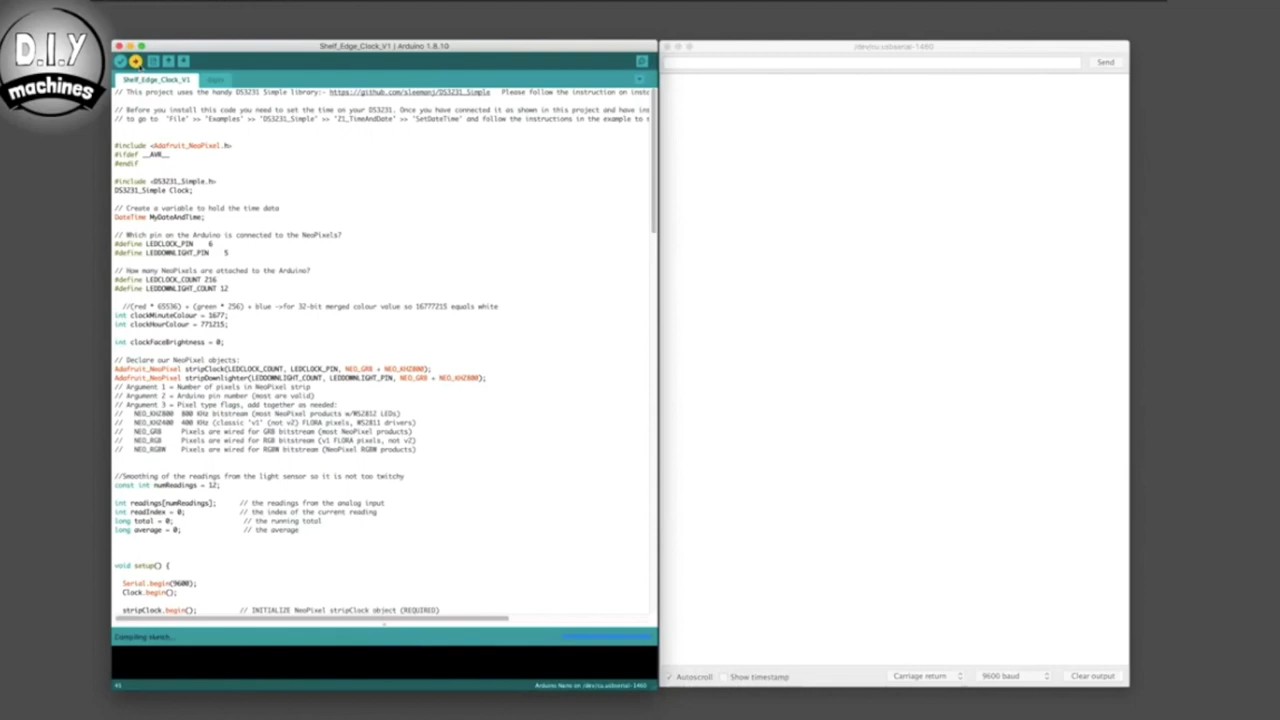 D.I.Y
machines
Shelf_Edge_Clock_V1 | Arduino 1.8.10
Shelf_Edge_Clock_V1
// This project uses the handy DS3231 Simple library:- https://github.com/sleemanj/DS3231_Simple Please follow the instruction on inst
// Before you install this code you need to set the time on your DS3231. Once you have connected it as shown in this project and have ins
// to go to 'File' >> 'Examples' >> 'DS3231_Simple' >> 'Z1_TimeAndDate' >> 'SetDateTime' and follow the instructions in the example to s
#include <Adafruit_NeoPixel.h>
#ifdef __AVR__
#endif
#include <DS3231_Simple.h>
DS3231_Simple Clock;
// Create a variable to hold the time data
DateTime MyDateAndTime;
// Which pin on the Arduino is connected to the NeoPixels?
#define LEDCLOCK_PIN 6
#define LEDDOWNLIGHT_PIN 5
// How many NeoPixels are attached to the Arduino?
#define LEDCLOCK_COUNT 216
#define LEDDOWNLIGHT_COUNT 12
//(red * 65536) + (green * 256) + blue ->for 32-bit merged colour value so 16777215 equals white
int clockMinuteColour = 1677;
int clockHourColour = 771215;
int clockFaceBrightness = 0;
// Declare our NeoPixel objects:
Adafruit_NeoPixel stripClock(LEDCLOCK_COUNT, LEDCLOCK_PIN, NEO_GRB + NEO_KHZ800);
Adafruit_NeoPixel stripDownlighter(LEDDOWNLIGHT_COUNT, LEDDOWNLIGHT_PIN, NEO_GRB + NEO_KHZ800);
// Argument 1 = Number of pixels in NeoPixel strip
// Argument 2 = Arduino pin number (most are valid)
// Argument 3 = Pixel type flags, add together as needed:
// NEO_KHZ800 800 KHz bitstream (most NeoPixel products w/WS2812 LEDs)
// NEO_KHZ400 400 KHz (classic 'v1' (not v2) FLORA pixels, WS2811 drivers)
// NEO_GRB Pixels are wired for GRB bitstream (most NeoPixel products)
// NEO_RGB Pixels are wired for RGB bitstream (v1 FLORA pixels, not v2)
// NEO_RGBW Pixels are wired for RGBW bitstream (NeoPixel RGBW products)
//Smoothing of the readings from the light sensor so it is not too twitchy
const int numReadings = 12;
int readings[numReadings]; // the readings from the analog input
int readIndex = 0; // the index of the current reading
long total = 0; // the running total
long average = 0; // the average
void setup() {
Serial.begin(9600);
Clock.begin();
stripClock.begin(); // INITIALIZE NeoPixel stripClock object (REQUIRED)
Compiling sketch...
Arduino Nano on /dev/cu.usbserial-1460
/dev/cu.usbserial-1460
Send
Autoscroll Show timestamp Carriage return 9600 baud Clear output